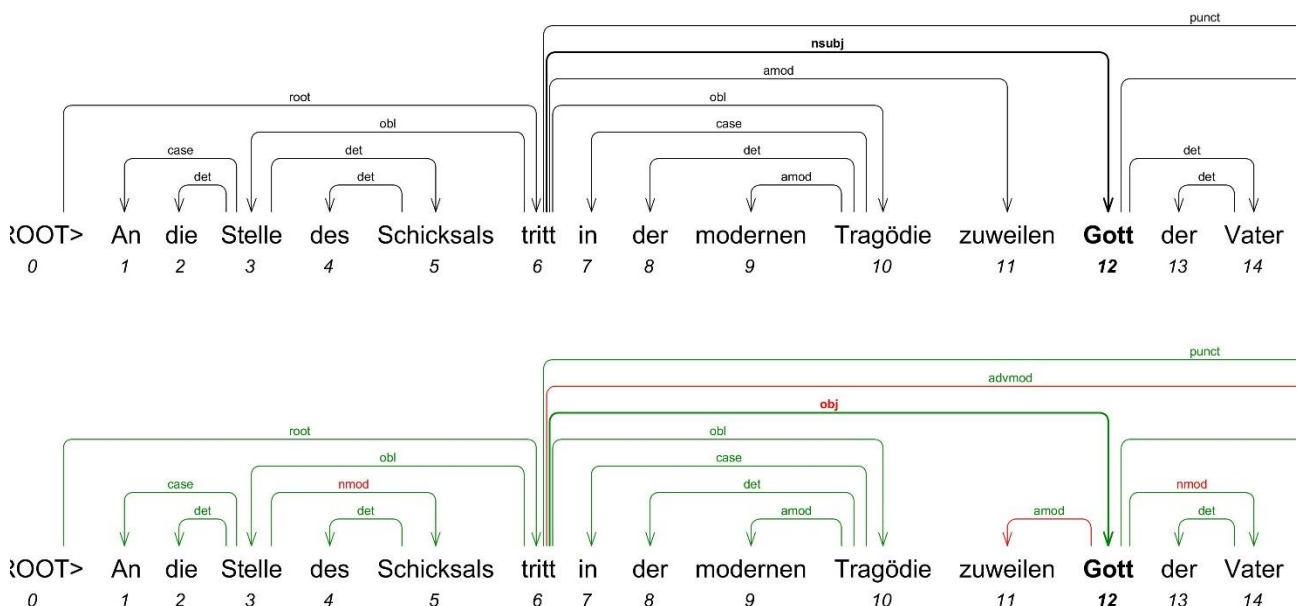 punct
nsubj
amod
root obl
obl case
case det det det
det det amod det
ROOT> An die Stelle des Schicksals tritt in der modernen Tragödie zuweilen Gott der Vater
0 1 2 3 4 5 6 7 8 9 10 11 12 13 14
punct
advmod
obj
root obl
obl case
case nmod det nmod
det det amod amod det
ROOT> An die Stelle des Schicksals tritt in der modernen Tragödie zuweilen Gott der Vater
0 1 2 3 4 5 6 7 8 9 10 11 12 13 14